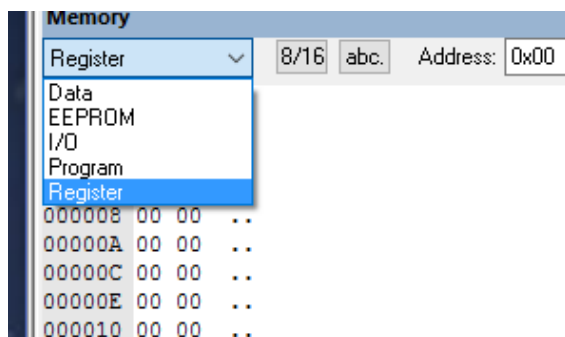 Memory
Register 8/16 abc. Address: 0x00
Data
EEPROM
I/O
Program
Register
000008 00 00 ..
00000A 00 00 ..
00000C 00 00 ..
00000E 00 00 ..
000010 00 00 ..